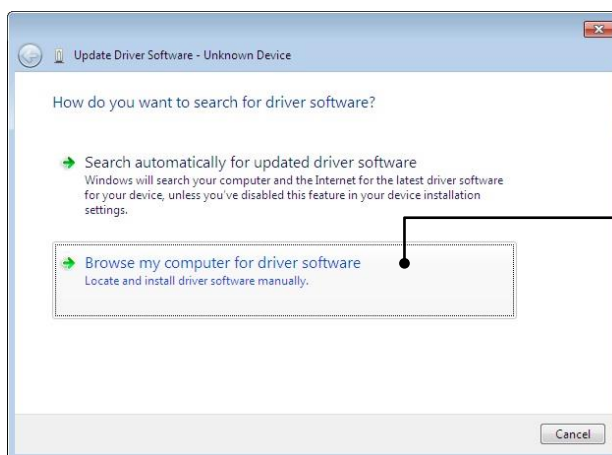 Update Driver Software - Unknown Device
How do you want to search for driver software?
Search automatically for updated driver software
Windows will search your computer and the Internet for the latest driver software
for your device, unless you've disabled this feature in your device installation
settings.
Browse my computer for driver software
Locate and install driver software manually.
Cancel